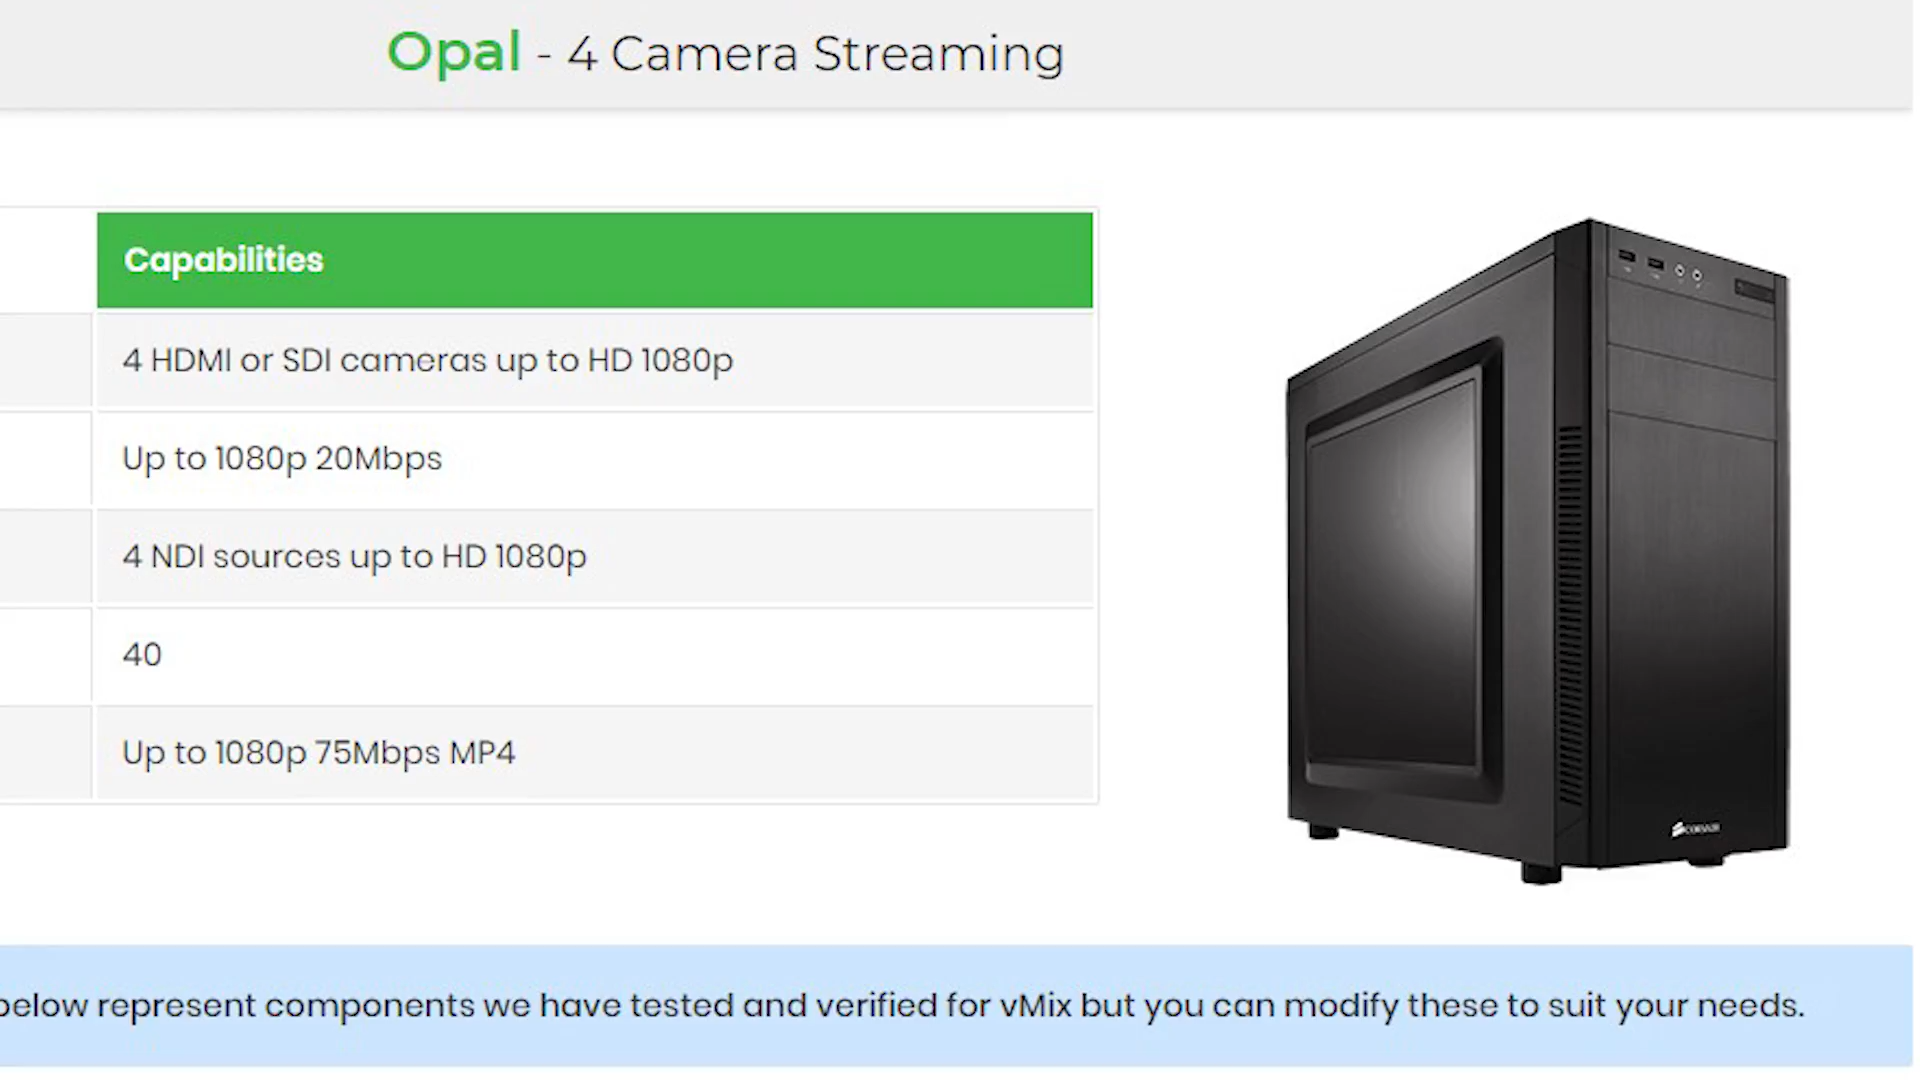 Opal - 4 Camera Streaming
Capabilities
4 HDMI or SDI cameras up to HD 1080p
Up to 1080p 20Mbps
4 NDI sources up to HD 1080p
40
Up to 1080p 75Mbps MP4
CORSAIR
below represent components we have tested and verified for vMix but you can modify these to suit your needs.